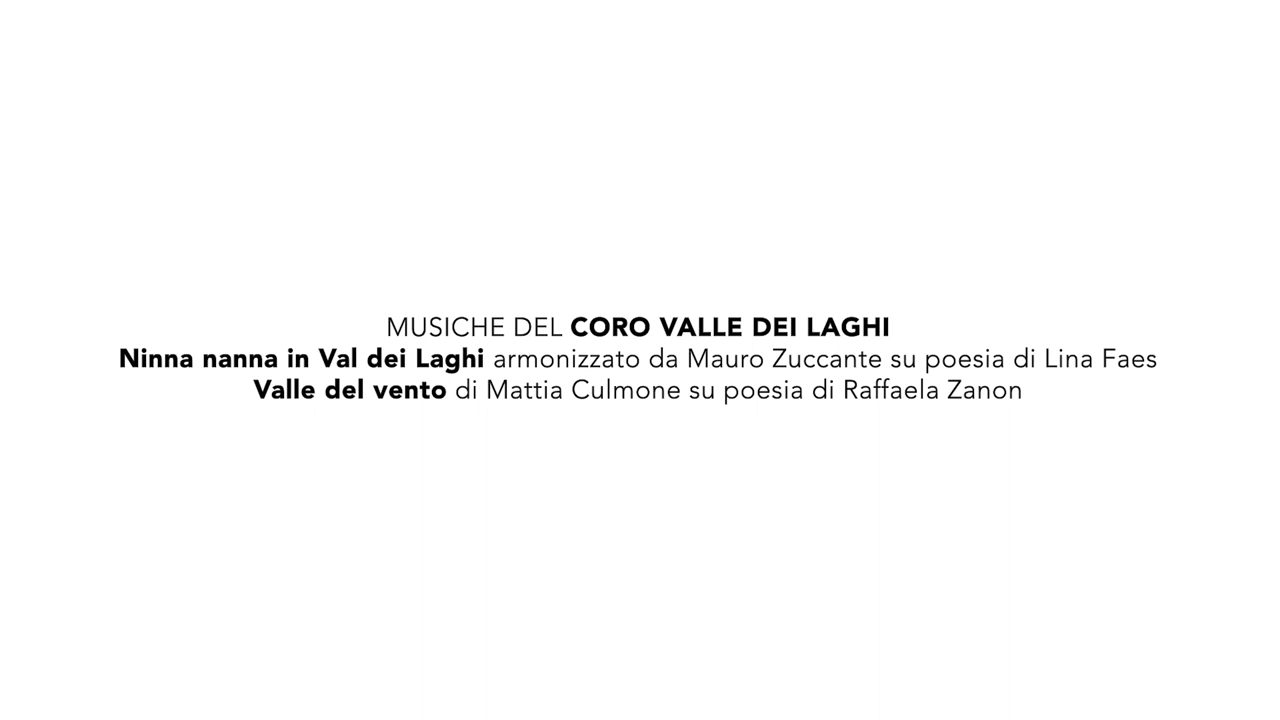 MUSICHE DEL CORO VALLE DEI LAGHI
Ninna nanna in Val dei Laghi armonizzato da Mauro Zuccante su poesia di Lina Faes
Valle del vento di Mattia Culmone su poesia di Raffaela Zanon